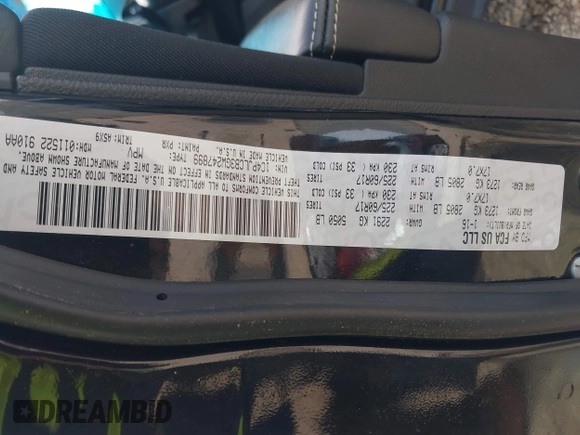 MFD BY FCA US LLC
DATE OF MFR: 1-16 GVWR: 2291 KG 5050 LB
GAWR FRONT: 1273 KG 2805 LB WITH 225/60R17 TIRES
17X7.0 RIMS AT 230 KPA( 33 PSI) COLD
GAWR REAR: 1273 KG 2805 LB WITH 225/60R17 TIRES
17X7.0 RIMS AT 230 KPA( 33 PSI) COLD
THIS VEHICLE CONFORMS TO ALL APPLICABLE U.S.A. FEDERAL MOTOR VEHICLE SAFETY AND
THEFT PREVENTION STANDARDS IN EFFECT ON THE DATE OF MANUFACTURE SHOWN ABOVE.
TYPE: MPV
MDH: 011522 910AA
VEHICLE MADE IN U.S.A. PAINT: PXR TRIM: A5X9
DREAMBID